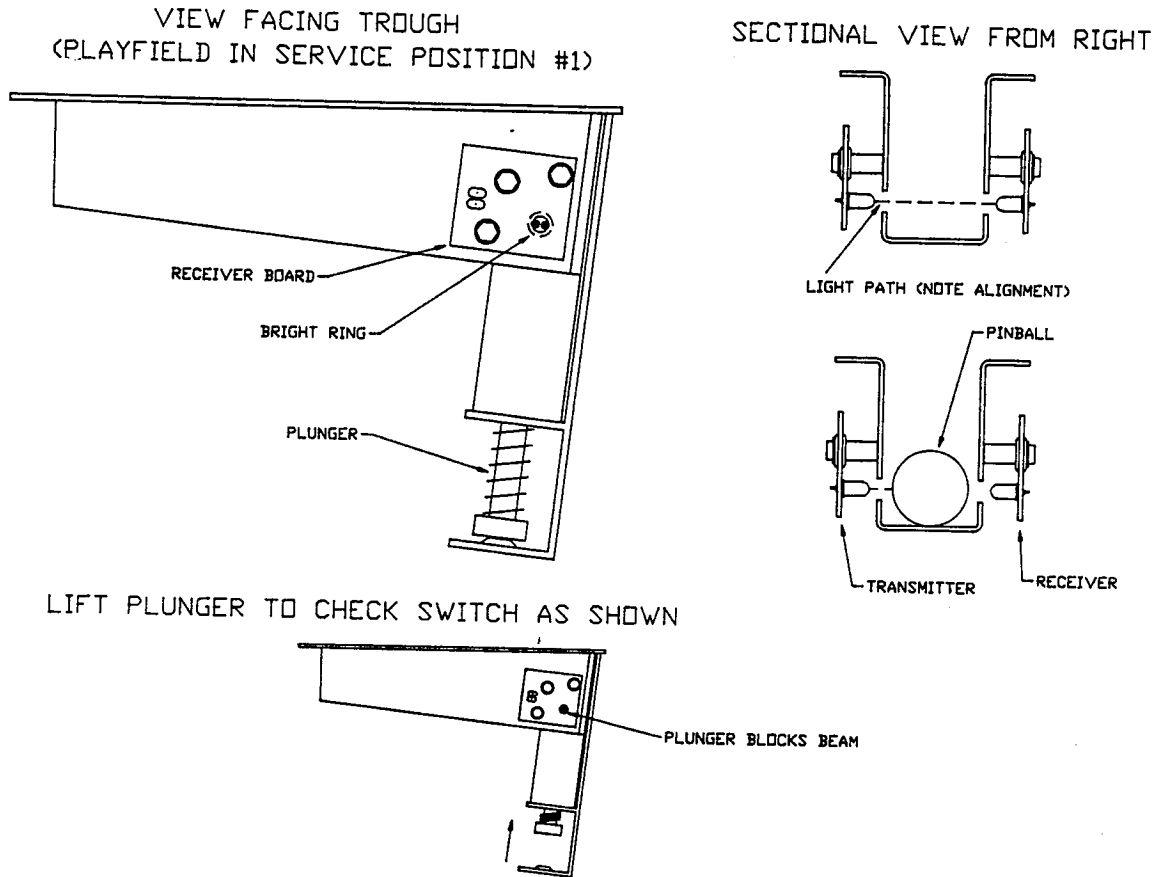 VIEW FACING TROUGH
(PLAYFIELD IN SERVICE POSITION #1)
SECTIONAL VIEW FROM RIGHT
RECEIVER BOARD
BRIGHT RING
PLUNGER
LIGHT PATH (NOTE ALIGNMENT)
PINBALL
TRANSMITTER
RECEIVER
LIFT PLUNGER TO CHECK SWITCH AS SHOWN
PLUNGER BLOCKS BEAM